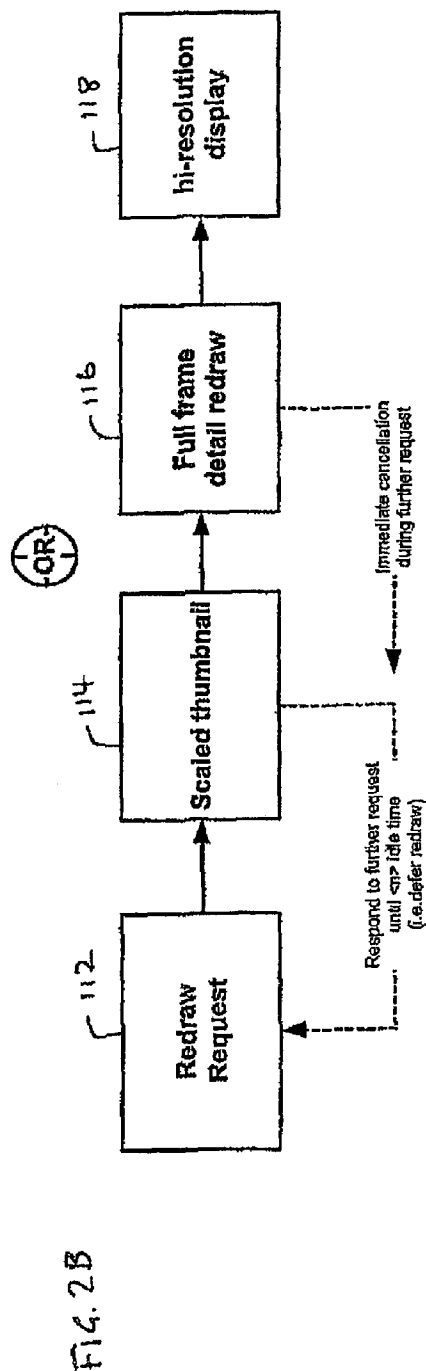 FIG. 2B
-OR-
112
Redraw
Request
114
Scaled thumbnail
116
Full frame
detail redraw
118
hi-resolution
display
Respond to further request
until <n> idle time
(i.e.defer redraw)
Immediate cancellation
during further request